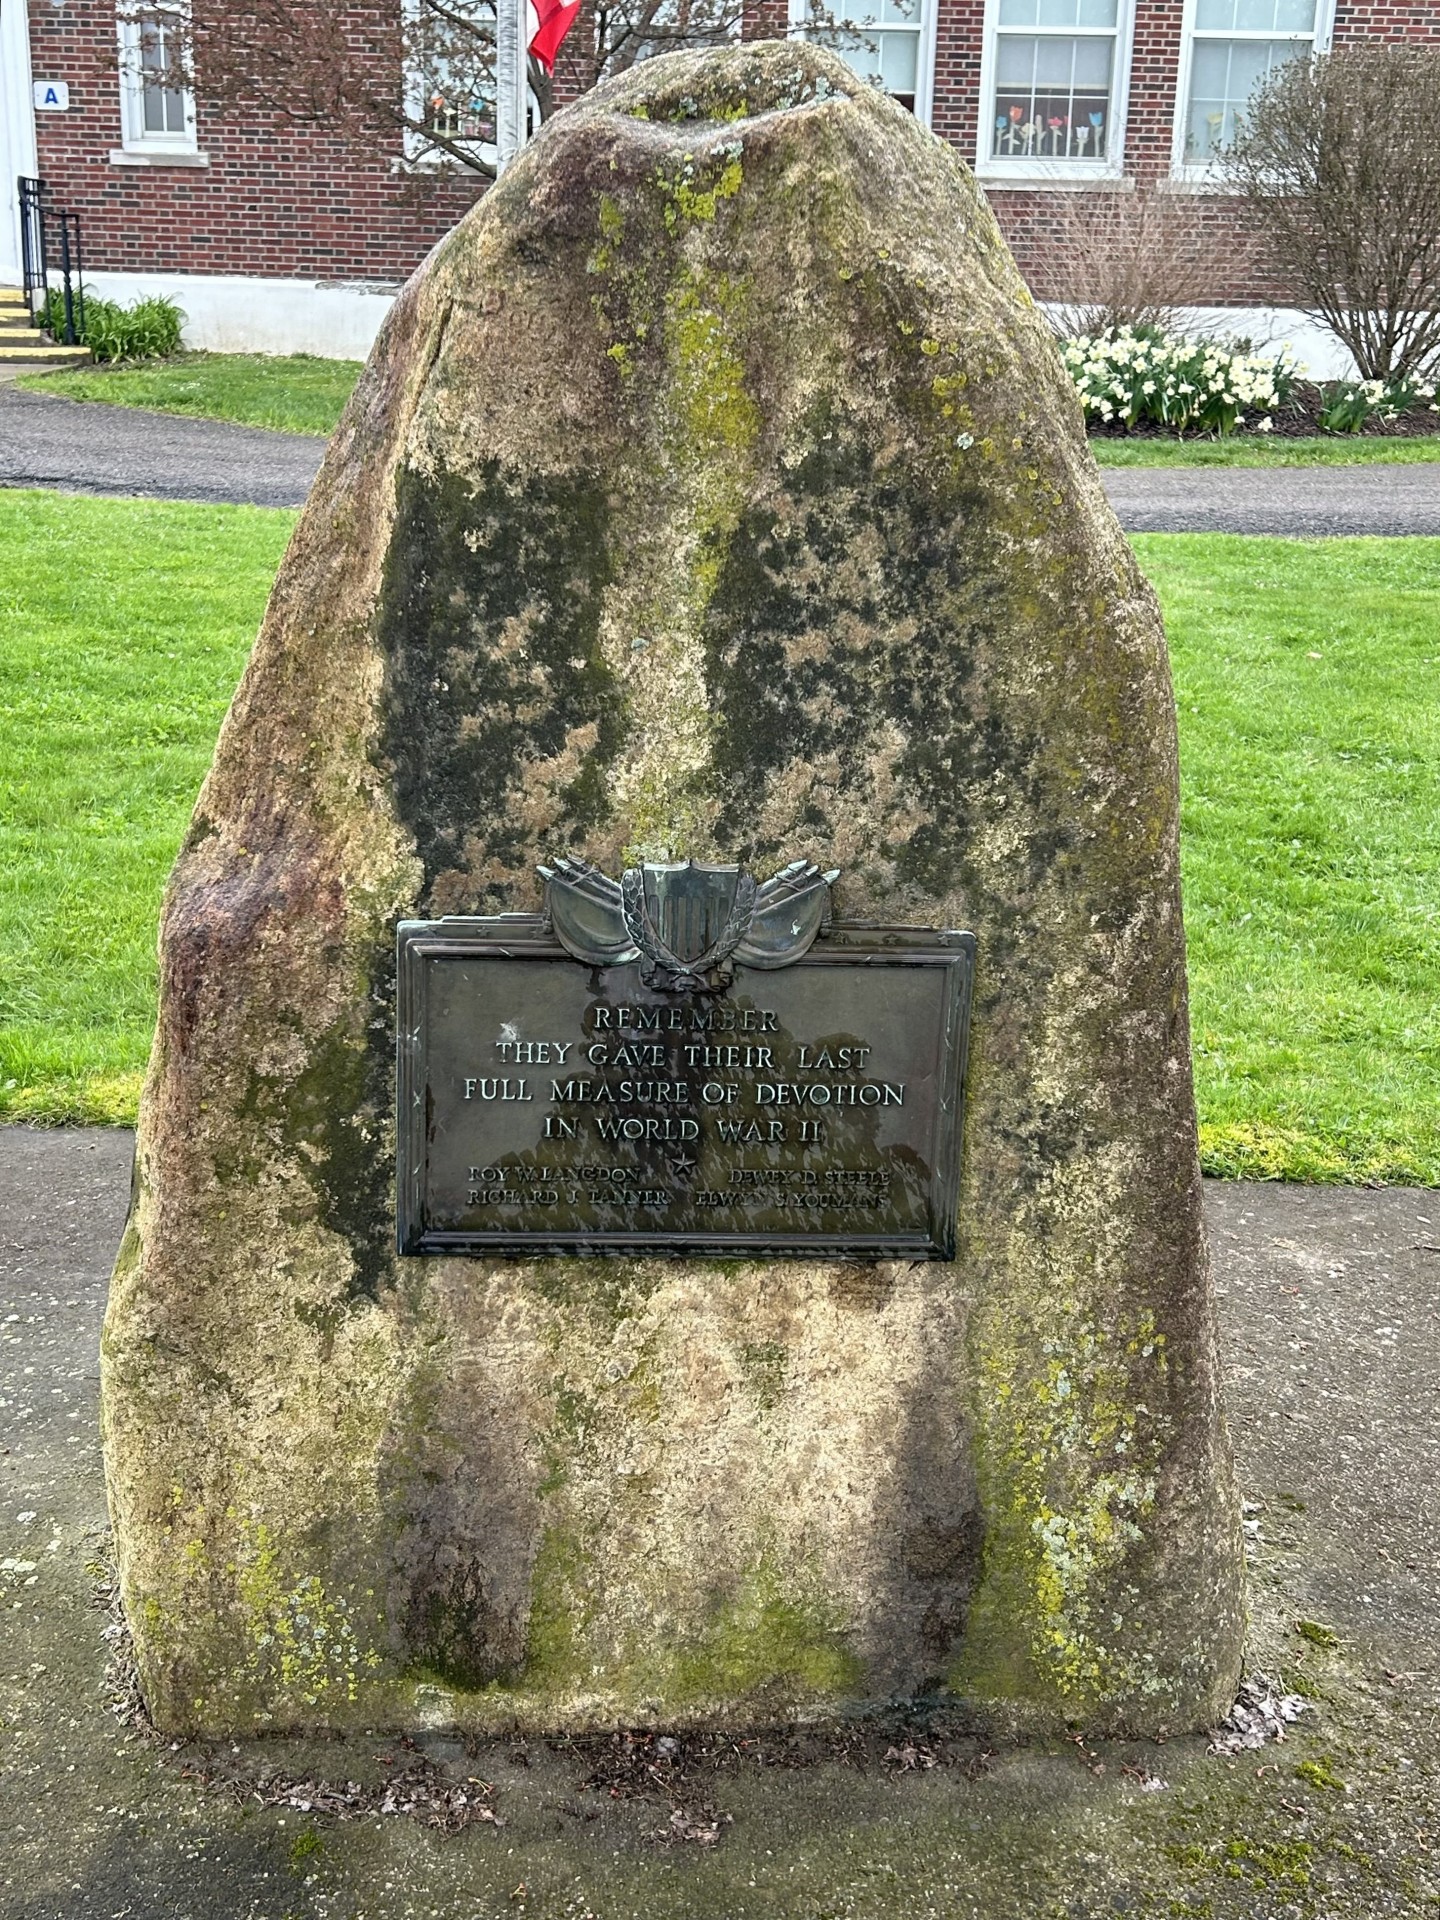 A
REMEMBER
THEY GAVE THEIR LAST
FULL MEASURE OF DEVOTION
IN WORLD WAR II
ROY W. LANGDON DEWEY D. STEELE
RICHARD J. TANNER ELWYN S. YOUMANS